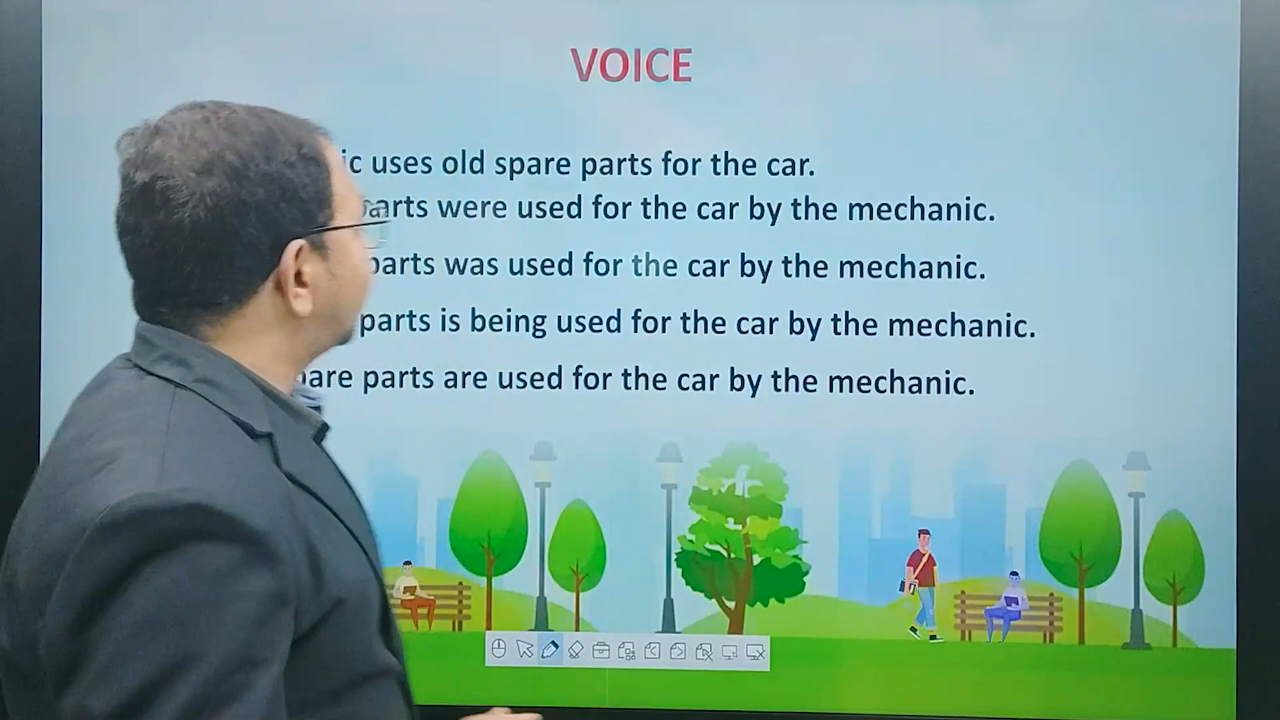 VOICE
uses old spare parts for the car.
parts were used for the car by the mechanic.
parts was used for the car by the mechanic.
parts is being used for the car by the mechanic.
parts are used for the car by the mechanic.